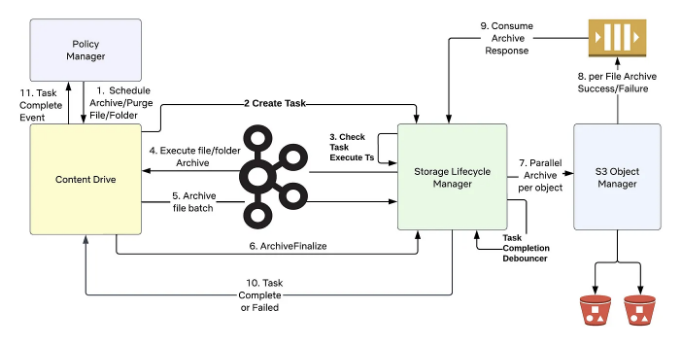 Policy
Manager
9. Consume
Archive
Response
11. Task
Complete
Event
1. Schedule
Archive/Purge
File/Folder
8. per File Archive
Success/Failure
2 Create Task
3. Check
Task
Execute Ts
4. Execute file/folder
Archive
Content Drive
Storage Lifecycle
Manager
7. Parallel
Archive
per object
S3 Object
Manager
5. Archive
file batch
6. ArchiveFinalize
Task
Completion
Debouncer
10. Task
Complete
or Failed